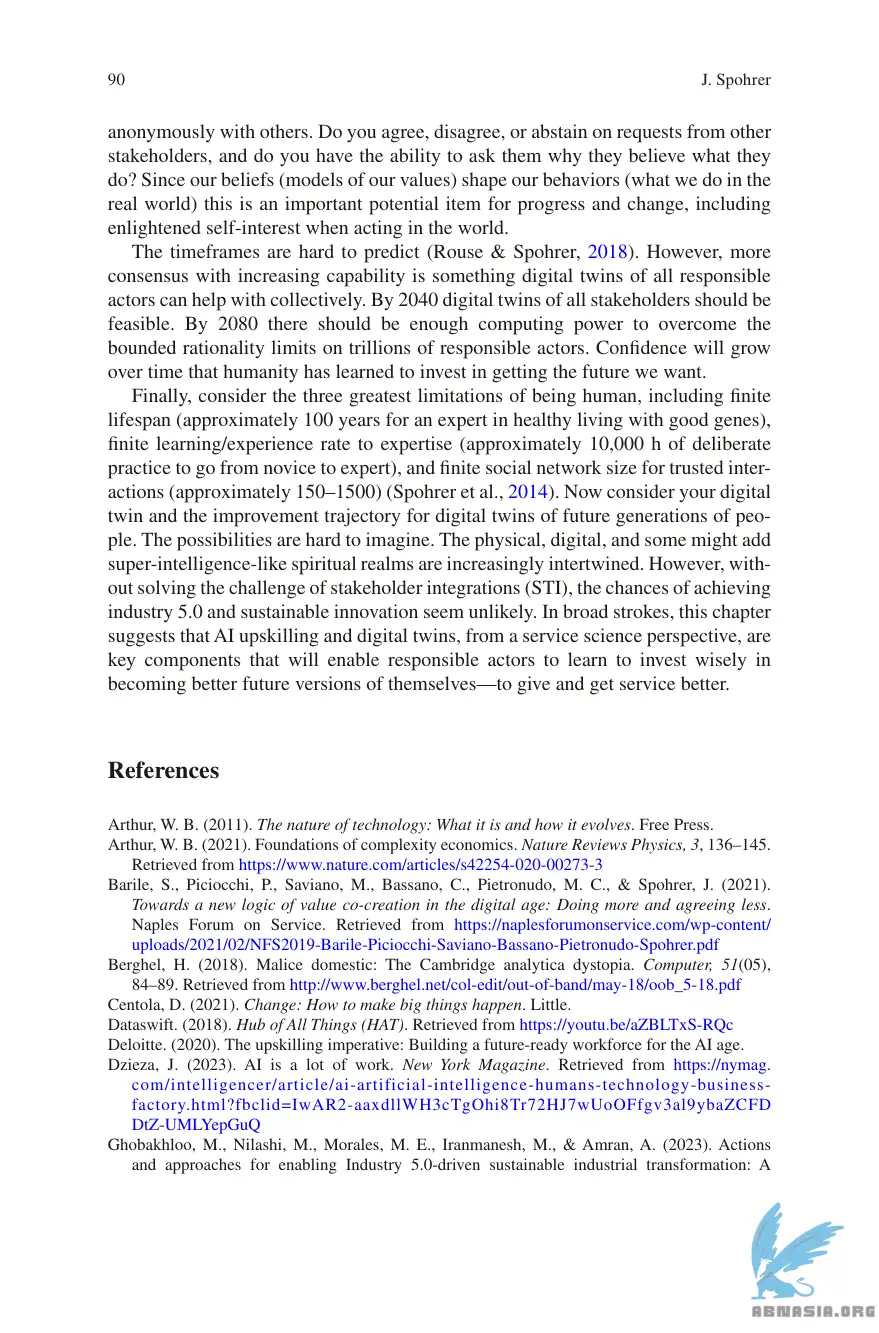 90
J. Spohrer
anonymously with others. Do you agree, disagree, or abstain on requests from other
stakeholders, and do you have the ability to ask them why they believe what they
do? Since our beliefs (models of our values) shape our behaviors (what we do in the
real world) this is an important potential item for progress and change, including
enlightened self-interest when acting in the world.
The timeframes are hard to predict (Rouse & Spohrer, 2018). However, more
consensus with increasing capability is something digital twins of all responsible
actors can help with collectively. By 2040 digital twins of all stakeholders should be
feasible. By 2080 there should be enough computing power to overcome the
bounded rationality limits on trillions of responsible actors. Confidence will grow
over time that humanity has learned to invest in getting the future we want.
Finally, consider the three greatest limitations of being human, including finite
lifespan (approximately 100 years for an expert in healthy living with good genes),
finite learning/experience rate to expertise (approximately 10,000 h of deliberate
practice to go from novice to expert), and finite social network size for trusted inter-
actions (approximately 150–1500) (Spohrer et al., 2014). Now consider your digital
twin and the improvement trajectory for digital twins of future generations of peo-
ple. The possibilities are hard to imagine. The physical, digital, and some might add
super-intelligence-like spiritual realms are increasingly intertwined. However, with-
out solving the challenge of stakeholder integrations (STI), the chances of achieving
industry 5.0 and sustainable innovation seem unlikely. In broad strokes, this chapter
suggests that AI upskilling and digital twins, from a service science perspective, are
key components that will enable responsible actors to learn to invest wisely in
becoming better future versions of themselves—to give and get service better.
References
Arthur, W. B. (2011). The nature of technology: What it is and how it evolves. Free Press.
Arthur, W. B. (2021). Foundations of complexity economics. Nature Reviews Physics, 3, 136–145.
Retrieved from https://www.nature.com/articles/s42254-020-00273-3
Barile, S., Piciocchi, P., Saviano, M., Bassano, C., Pietronudo, M. C., & Spohrer, J. (2021).
Towards a new logic of value co-creation in the digital age: Doing more and agreeing less.
Naples Forum on Service. Retrieved from https://naplesforumonservice.com/wp-content/
uploads/2021/02/NFS2019-Barile-Piciocchi-Saviano-Bassano-Pietronudo-Spohrer.pdf
Berghel, H. (2018). Malice domestic: The Cambridge analytica dystopia. Computer, 51(05),
84–89. Retrieved from http://www.berghel.net/col-edit/out-of-band/may-18/oob_5-18.pdf
Centola, D. (2021). Change: How to make big things happen. Little.
Dataswift. (2018). Hub of All Things (HAT). Retrieved from https://youtu.be/aZBLTxS-RQc
Deloitte. (2020). The upskilling imperative: Building a future-ready workforce for the AI age.
Dzieza, J. (2023). AI is a lot of work. New York Magazine. Retrieved from https://nymag.
com/intelligencer/article/ai-artificial-intelligence-humans-technology-business-
factory.html?fbclid=IwAR2-aaxdllWH3cTgOhi8Tr72HJ7wUoOFfgv3al9ybaZCFD
DtZ-UMLYepGuQ
Ghobakhloo, M., Nilashi, M., Morales, M. E., Iranmanesh, M., & Amran, A. (2023). Actions
and approaches for enabling Industry 5.0-driven sustainable industrial transformation: A
ABNASIA.ORG